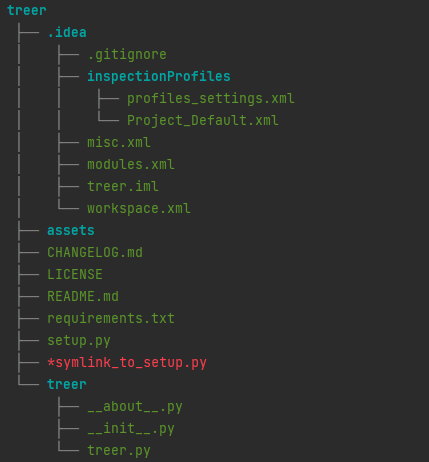 treer
├── .idea
│   ├── .gitignore
│   ├── inspectionProfiles
│   │   ├── profiles_settings.xml
│   │   └── Project_Default.xml
│   ├── misc.xml
│   ├── modules.xml
│   ├── treer.iml
│   └── workspace.xml
├── assets
├── CHANGELOG.md
├── LICENSE
├── README.md
├── requirements.txt
├── setup.py
├── *symlink_to_setup.py
└── treer
    ├── __about__.py
    ├── __init__.py
    └── treer.py